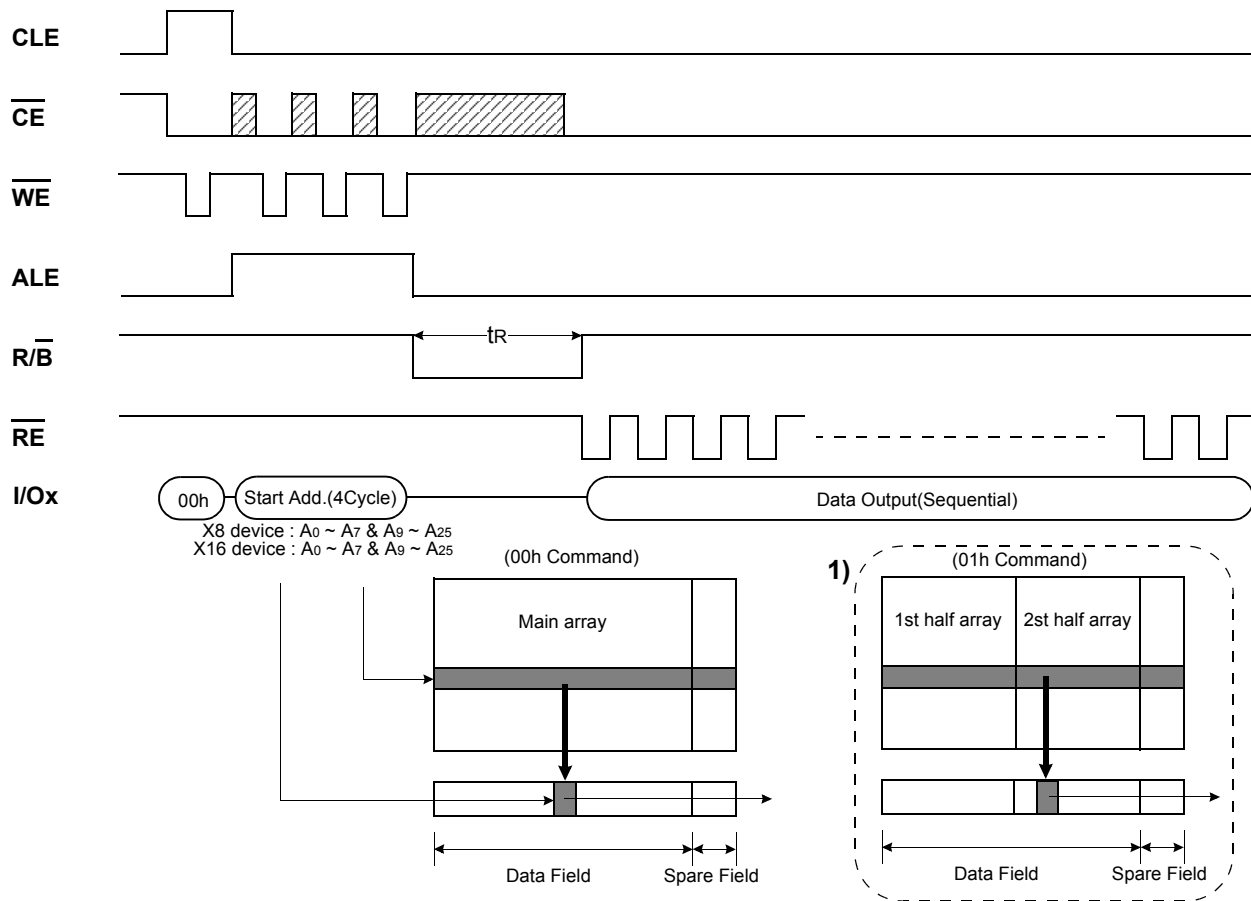 CLE
CE
WE
ALE
R/B
tR
RE
I/Ox
00h
Start Add.(4Cycle)
Data Output(Sequential)
X8 device : A0 ~ A7 & A9 ~ A25
X16 device : A0 ~ A7 & A9 ~ A25
(00h Command)
Main array
Data Field
Spare Field
1)
(01h Command)
1st half array
2st half array
Data Field
Spare Field